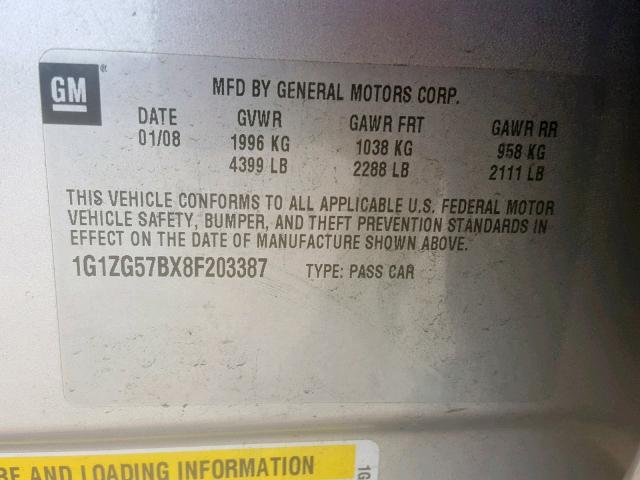 GM®
MFD BY GENERAL MOTORS CORP.
DATE GVWR GAWR FRT GAWR RR
01/08 1996 KG 1038 KG 958 KG
4399 LB 2288 LB 2111 LB
THIS VEHICLE CONFORMS TO ALL APPLICABLE U.S. FEDERAL MOTOR
VEHICLE SAFETY, BUMPER, AND THEFT PREVENTION STANDARDS IN
EFFECT ON THE DATE OF MANUFACTURE SHOWN ABOVE.
1G1ZG57BX8F203387 TYPE: PASS CAR
AND LOADING INFORMATION
1G